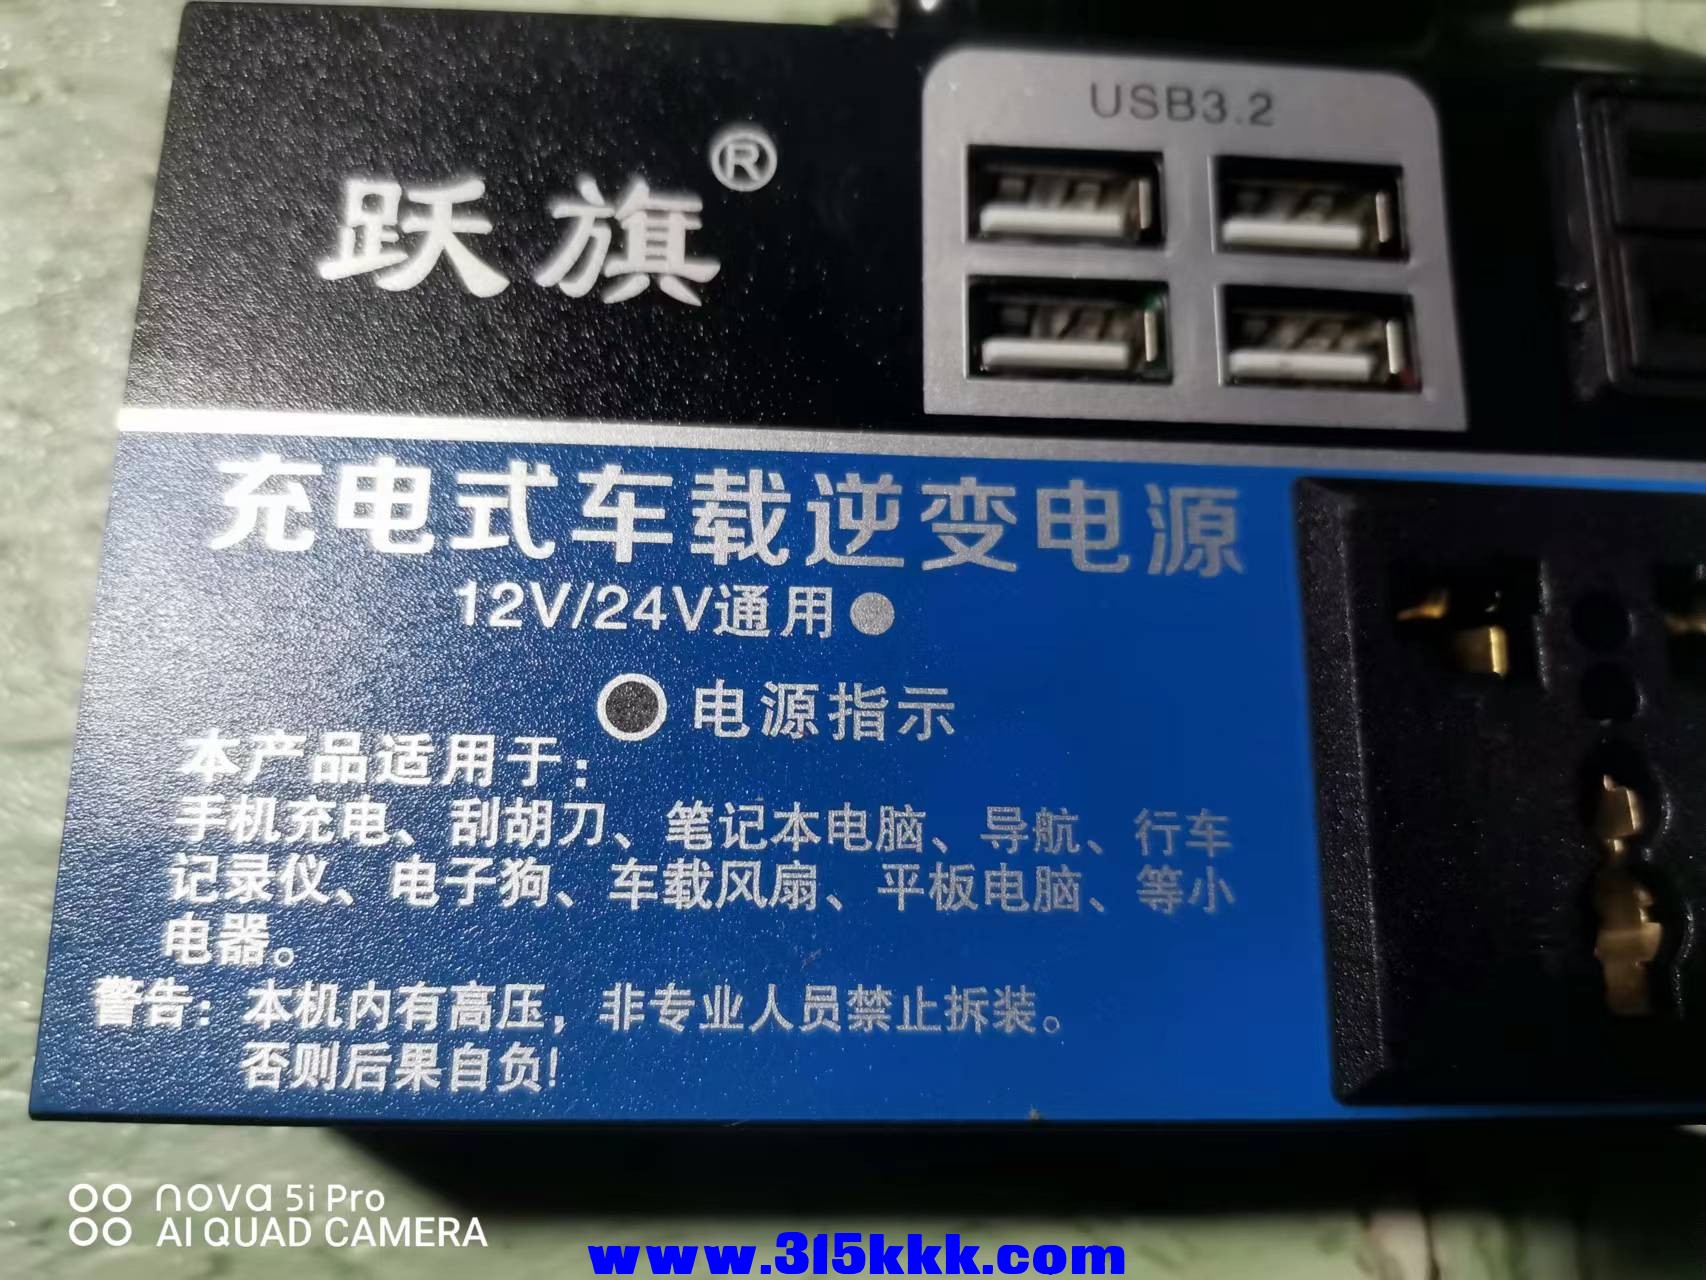 USB3.2
跃旗®
充电式车载逆变电源
12V/24V通用
电源指示
本产品适用于：
手机充电、刮胡刀、笔记本电脑、导航、行车
记录仪、电子狗、车载风扇、平板电脑、等小
电器。
警告：本机内有高压，非专业人员禁止拆装。
否则后果自负!
nova 5i Pro
AI QUAD CAMERA
www.315kkk.com